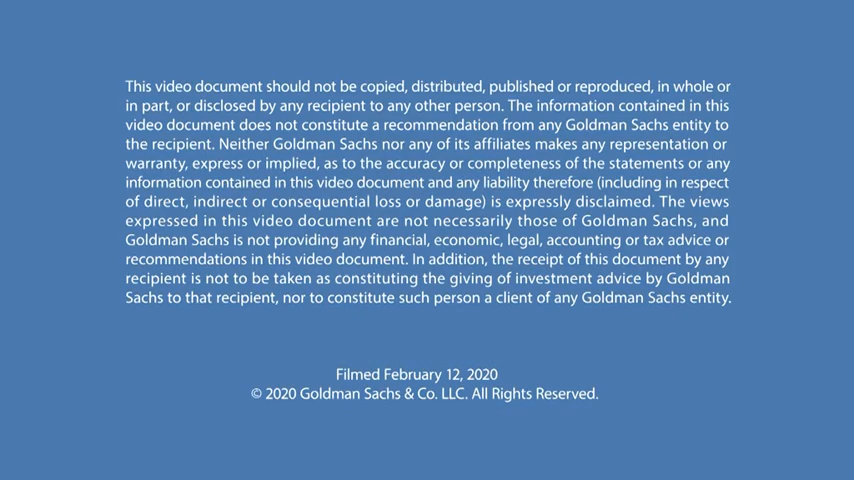 This video document should not be copied, distributed, published or reproduced, in whole or
in part, or disclosed by any recipient to any other person. The information contained in this
video document does not constitute a recommendation from any Goldman Sachs entity to
the recipient. Neither Goldman Sachs nor any of its affiliates makes any representation or
warranty, express or implied, as to the accuracy or completeness of the statements or any
information contained in this video document and any liability therefore (including in respect
of direct, indirect or consequential loss or damage) is expressly disclaimed. The views
expressed in this video document are not necessarily those of Goldman Sachs, and
Goldman Sachs is not providing any financial, economic, legal, accounting or tax advice or
recommendations in this video document. In addition, the receipt of this document by any
recipient is not to be taken as constituting the giving of investment advice by Goldman
Sachs to that recipient, nor to constitute such person a client of any Goldman Sachs entity.
Filmed February 12, 2020
© 2020 Goldman Sachs & Co. LLC. All Rights Reserved.